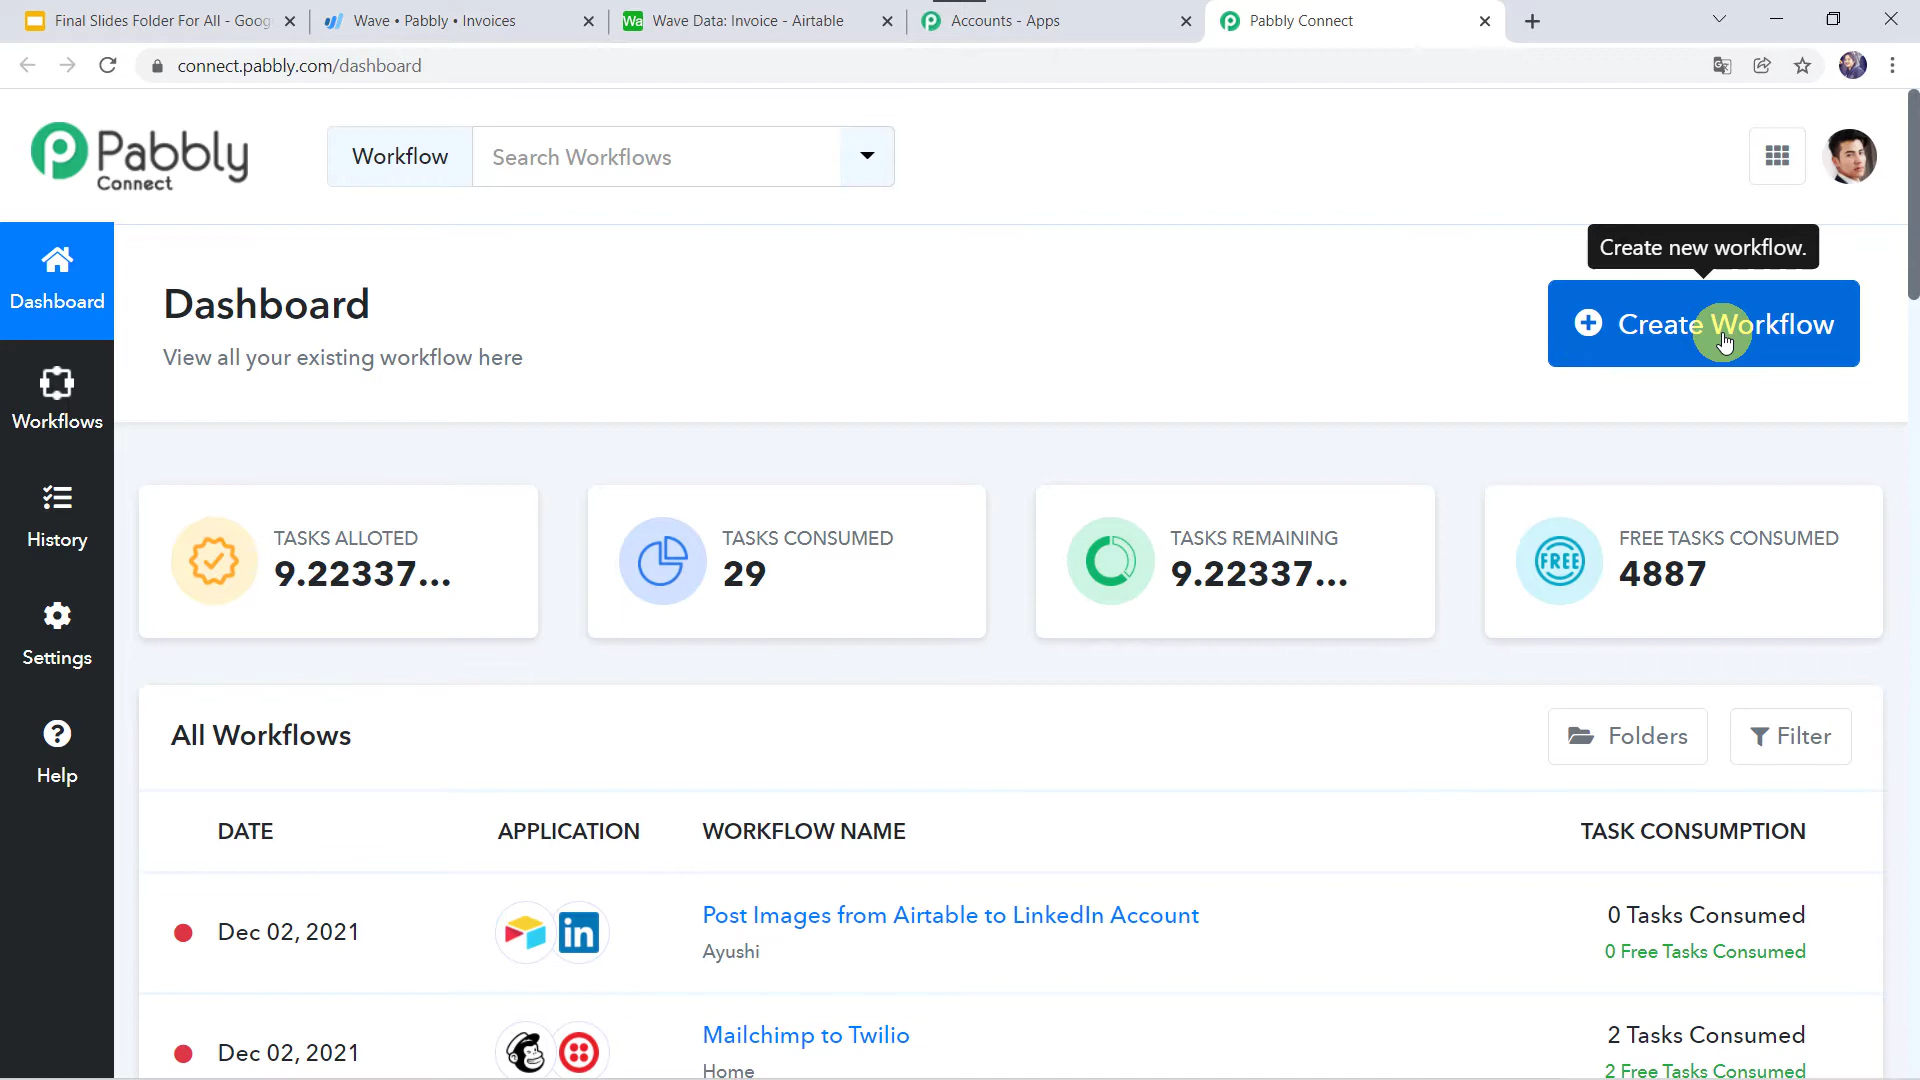 Final Slides Folder For All - Goog
Wave • Pabbly • Invoices
Wa
Wave Data: Invoice - Airtable
Accounts - Apps
Pabbly Connect
connect.pabbly.com/dashboard
Pabbly
Connect
Workflow
Search Workflows
Create new workflow.
Dashboard
Dashboard
View all your existing workflow here
Create Workflow
Workflows
History
Settings
Help
TASKS ALLOTED
9.22337...
TASKS CONSUMED
29
TASKS REMAINING
9.22337...
FREE
FREE TASKS CONSUMED
4887
All Workflows
Folders
Filter
DATE APPLICATION WORKFLOW NAME TASK CONSUMPTION
Dec 02, 2021
in
Post Images from Airtable to LinkedIn Account
Ayushi
0 Tasks Consumed
0 Free Tasks Consumed
Dec 02, 2021
Mailchimp to Twilio
Home
2 Tasks Consumed
2 Free Tasks Consumed